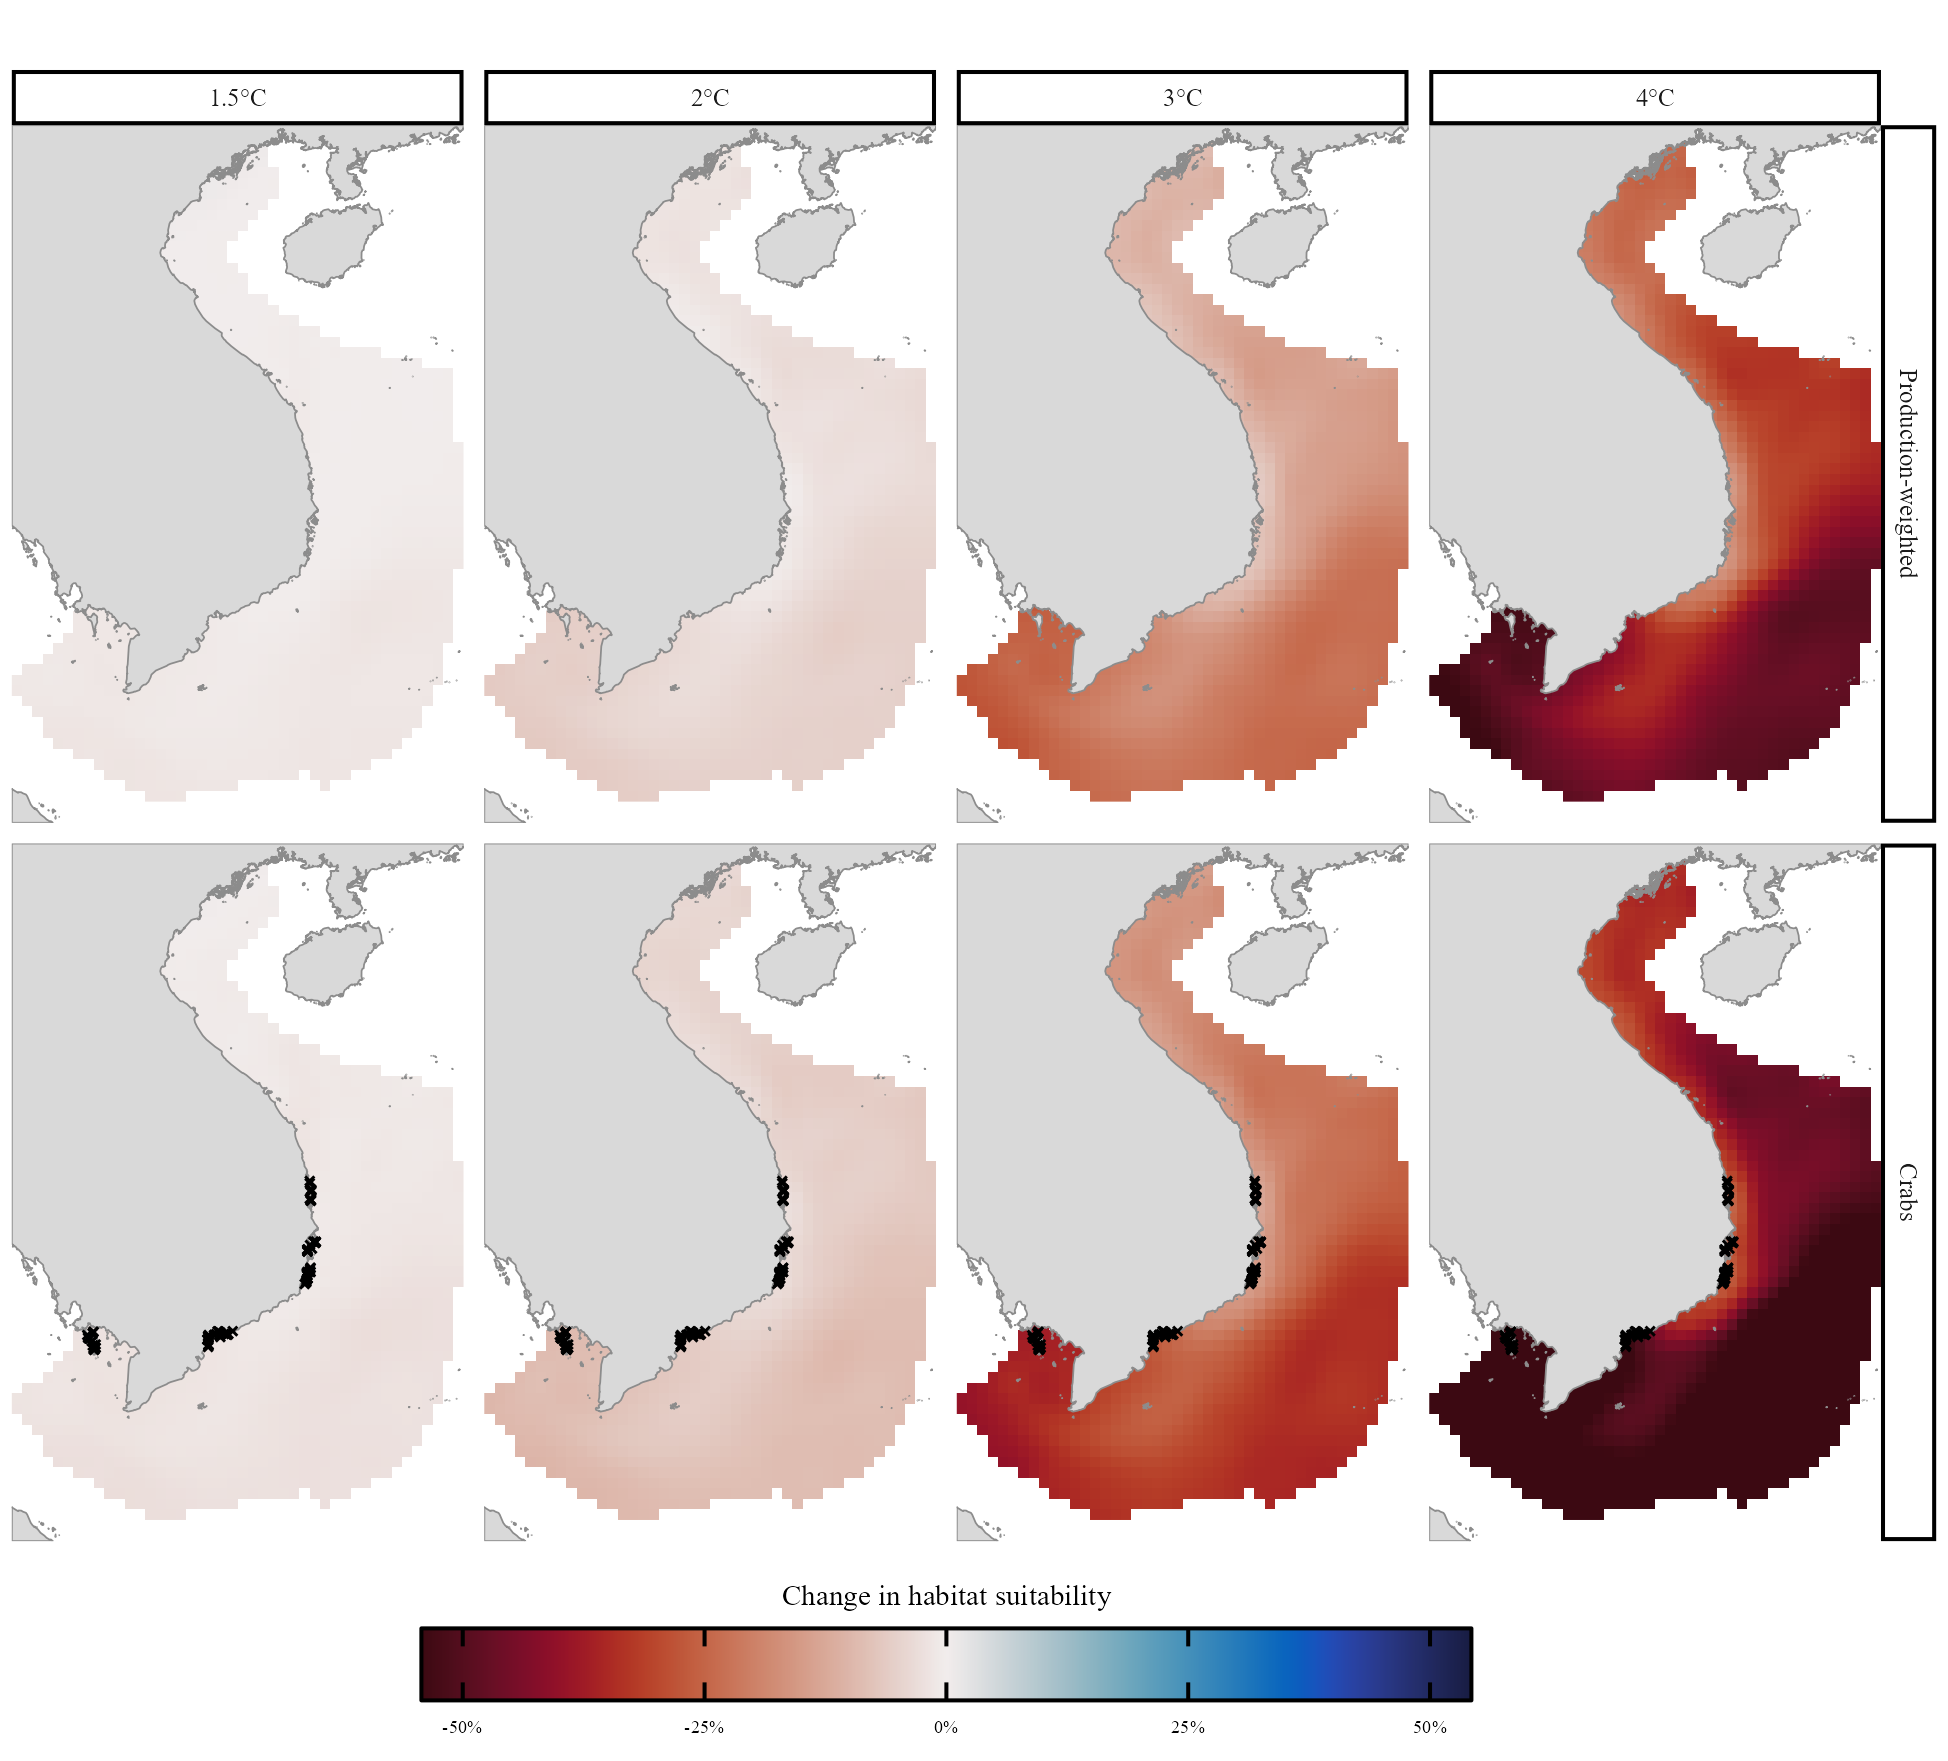 1.5°C
2°C
3°C
4°C
Production-weighted
Crabs
Change in habitat suitability
-50%
-25%
0%
25%
50%